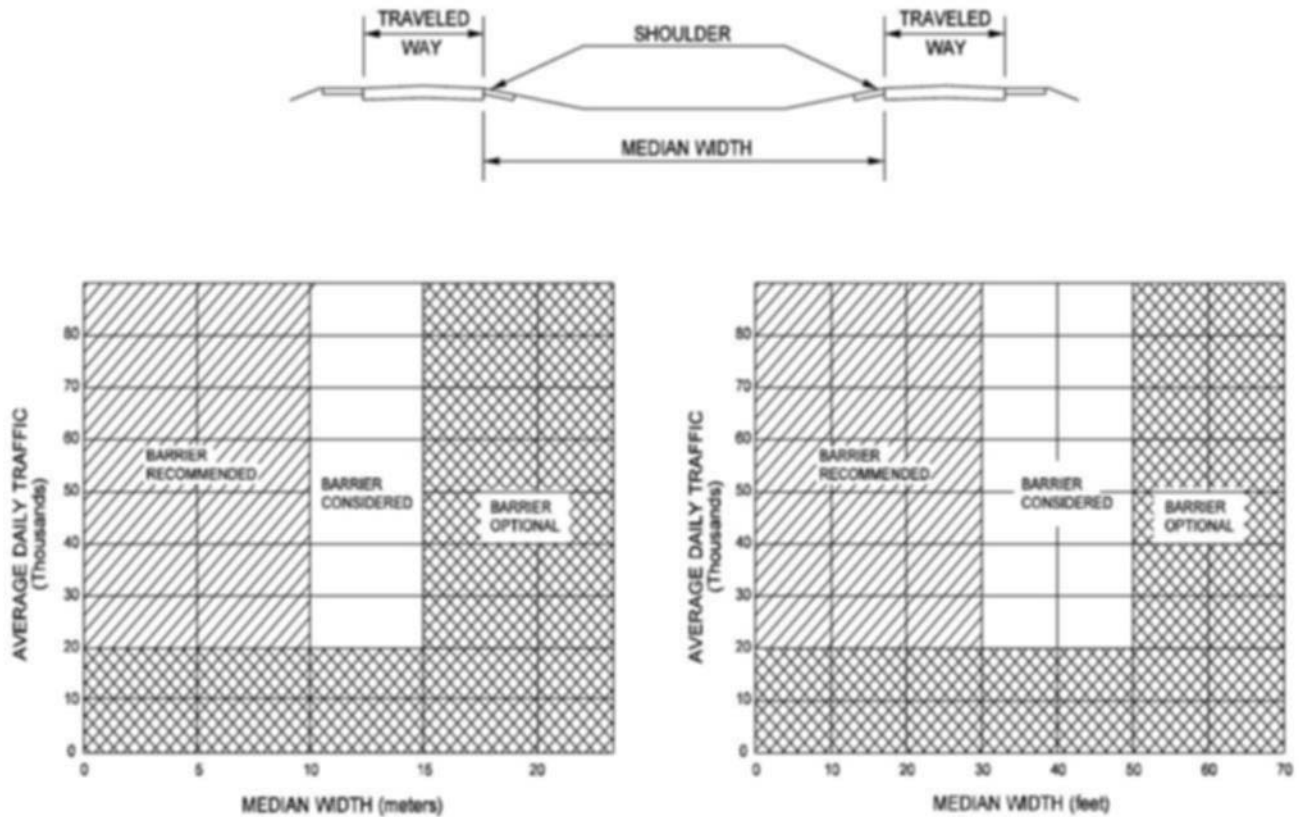 TRAVELED
WAY
SHOULDER
TRAVELED
WAY
MEDIAN WIDTH
AVERAGE DAILY TRAFFIC
(Thousands)
80
70
60
50
40
30
20
10
0
BARRIER
RECOMMENDED
BARRIER
CONSIDERED
BARRIER
OPTIONAL
0 5 10 15 20
MEDIAN WIDTH (meters)
AVERAGE DAILY TRAFFIC
(Thousands)
80
70
60
50
40
30
20
10
0
BARRIER
RECOMMENDED
BARRIER
CONSIDERED
BARRIER
OPTIONAL
0 10 20 30 40 50 60 70
MEDIAN WIDTH (feet)